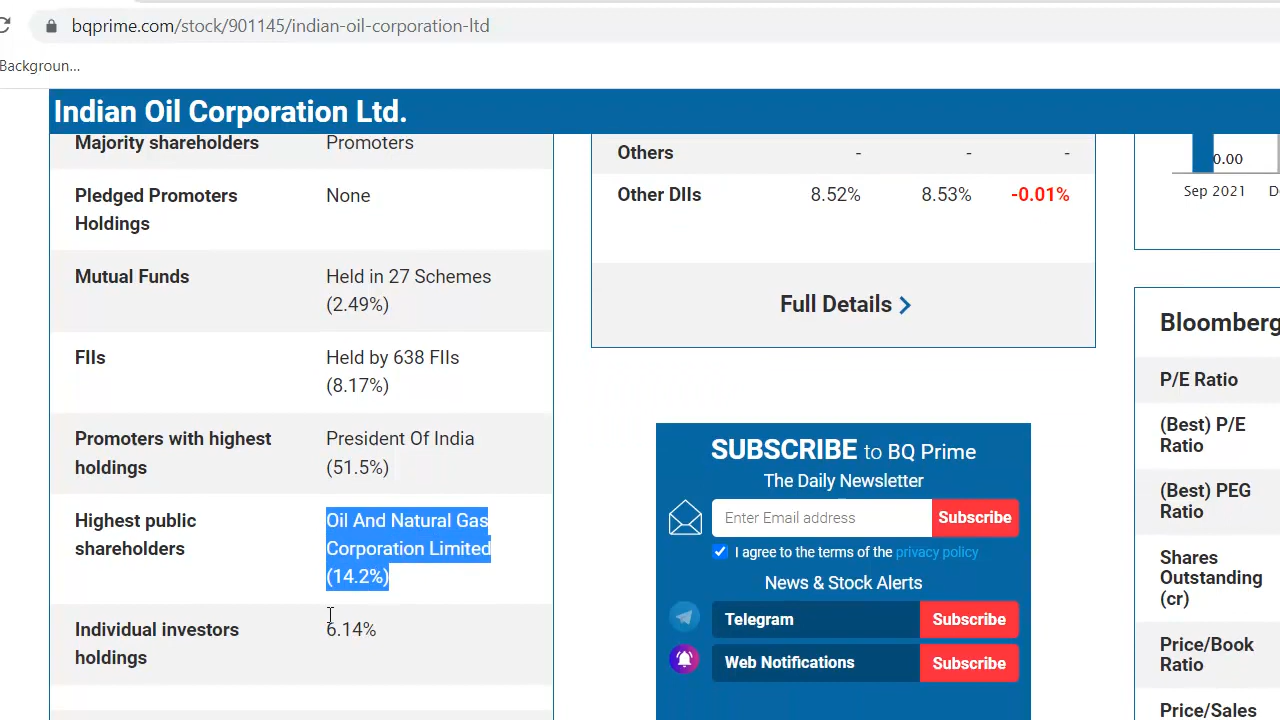 bqprime.com/stock/901145/indian-oil-corporation-ltd
Backgroun...
Indian Oil Corporation Ltd.
Majority shareholders
Promoters
Pledged Promoters
Holdings
None
Mutual Funds
Held in 27 Schemes
(2.49%)
FIIs
Held by 638 FIIs
(8.17%)
Promoters with highest
holdings
President Of India
(51.5%)
Highest public
shareholders
Oil And Natural Gas
Corporation Limited
(14.2%)
Individual investors
holdings
6.14%
Others - - -
Other DIIs 8.52% 8.53% -0.01%
Full Details
SUBSCRIBE to BQ Prime
The Daily Newsletter
Enter Email address Subscribe
I agree to the terms of the privacy policy
News & Stock Alerts
Telegram Subscribe
Web Notifications Subscribe
0.00
Sep 2021 D
Bloomberg
P/E Ratio
(Best) P/E
Ratio
(Best) PEG
Ratio
Shares
Outstanding
(cr)
Price/Book
Ratio
Price/Sales